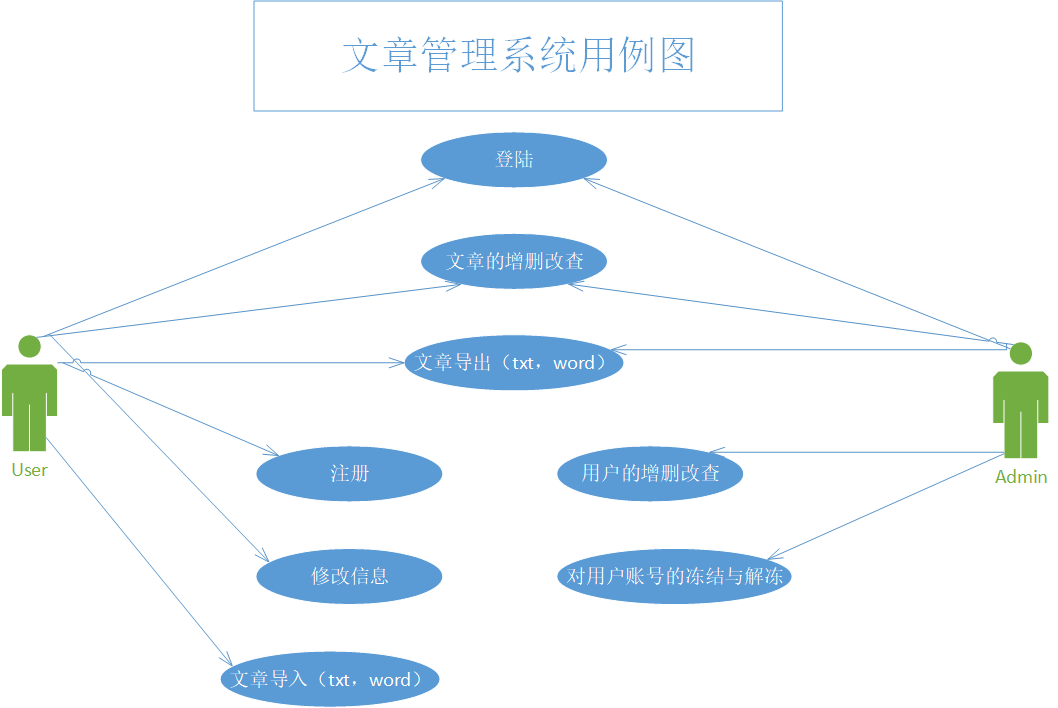 文章管理系统用例图
登陆
文章的增删改查
文章导出（txt，word）
User
Admin
注册
用户的增删改查
修改信息
对用户账号的冻结与解冻
文章导入（txt，word）